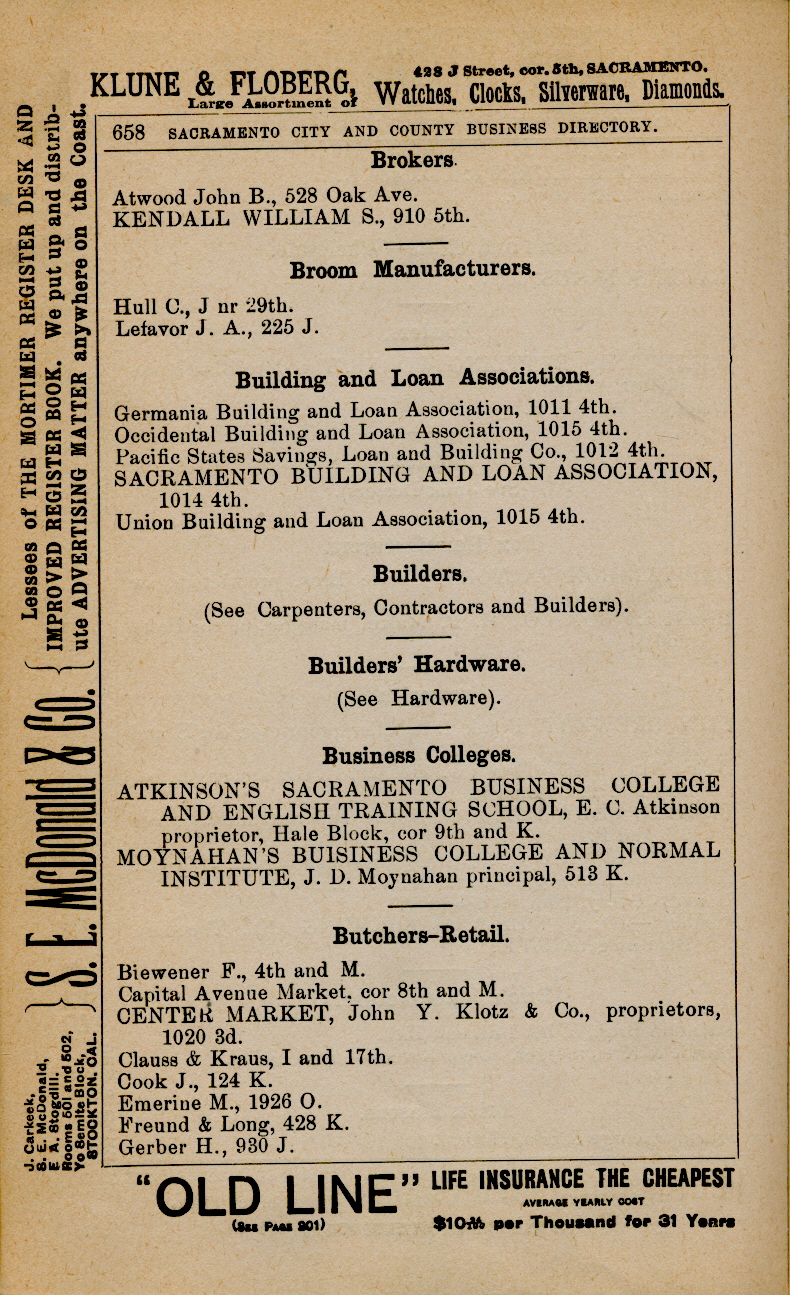 KLUNE & FLOBERG, 428 J Street, cor. 5th, SACRAMENTO.
Large Assortment of Watches, Clocks, Silverware, Diamonds.
658 SACRAMENTO CITY AND COUNTY BUSINESS DIRECTORY.
Brokers.
Atwood John B., 528 Oak Ave.
KENDALL WILLIAM S., 910 5th.
Broom Manufacturers.
Hull C., J nr 29th.
Lefavor J. A., 225 J.
Building and Loan Associations.
Germania Building and Loan Association, 1011 4th.
Occidental Building and Loan Association, 1015 4th.
Pacific States Savings, Loan and Building Co., 1012 4th.
SACRAMENTO BUILDING AND LOAN ASSOCIATION,
1014 4th.
Union Building and Loan Association, 1015 4th.
Builders.
(See Carpenters, Contractors and Builders).
Builders' Hardware.
(See Hardware).
Business Colleges.
ATKINSON'S SACRAMENTO BUSINESS COLLEGE
AND ENGLISH TRAINING SCHOOL, E. C. Atkinson
proprietor, Hale Block, cor 9th and K.
MOYNAHAN'S BUISINESS COLLEGE AND NORMAL
INSTITUTE, J. D. Moynahan principal, 513 K.
Butchers-Retail.
Biewener F., 4th and M.
Capital Avenue Market, cor 8th and M.
CENTER MARKET, John Y. Klotz & Co., proprietors,
1020 3d.
Clauss & Kraus, I and 17th.
Cook J., 124 K.
Emerine M., 1926 O.
Freund & Long, 428 K.
Gerber H., 930 J.
"OLD LINE" LIFE INSURANCE THE CHEAPEST
(SEE PAGE 201) AVERAGE YEARLY COST
per Thousand for 31 Years
J. Carkeek,
S. E. McDonald,
E. A. Stogdill.
Rooms 501 and 502,
Yo Semite Block,
STOCKTON, CAL.
S. E. McDonald & CO.
Lessees of THE MORTIMER REGISTER DESK AND
IMPROVED REGISTER BOOK. We put up and distrib-
ute ADVERTISING MATTER anywhere on the Coast.